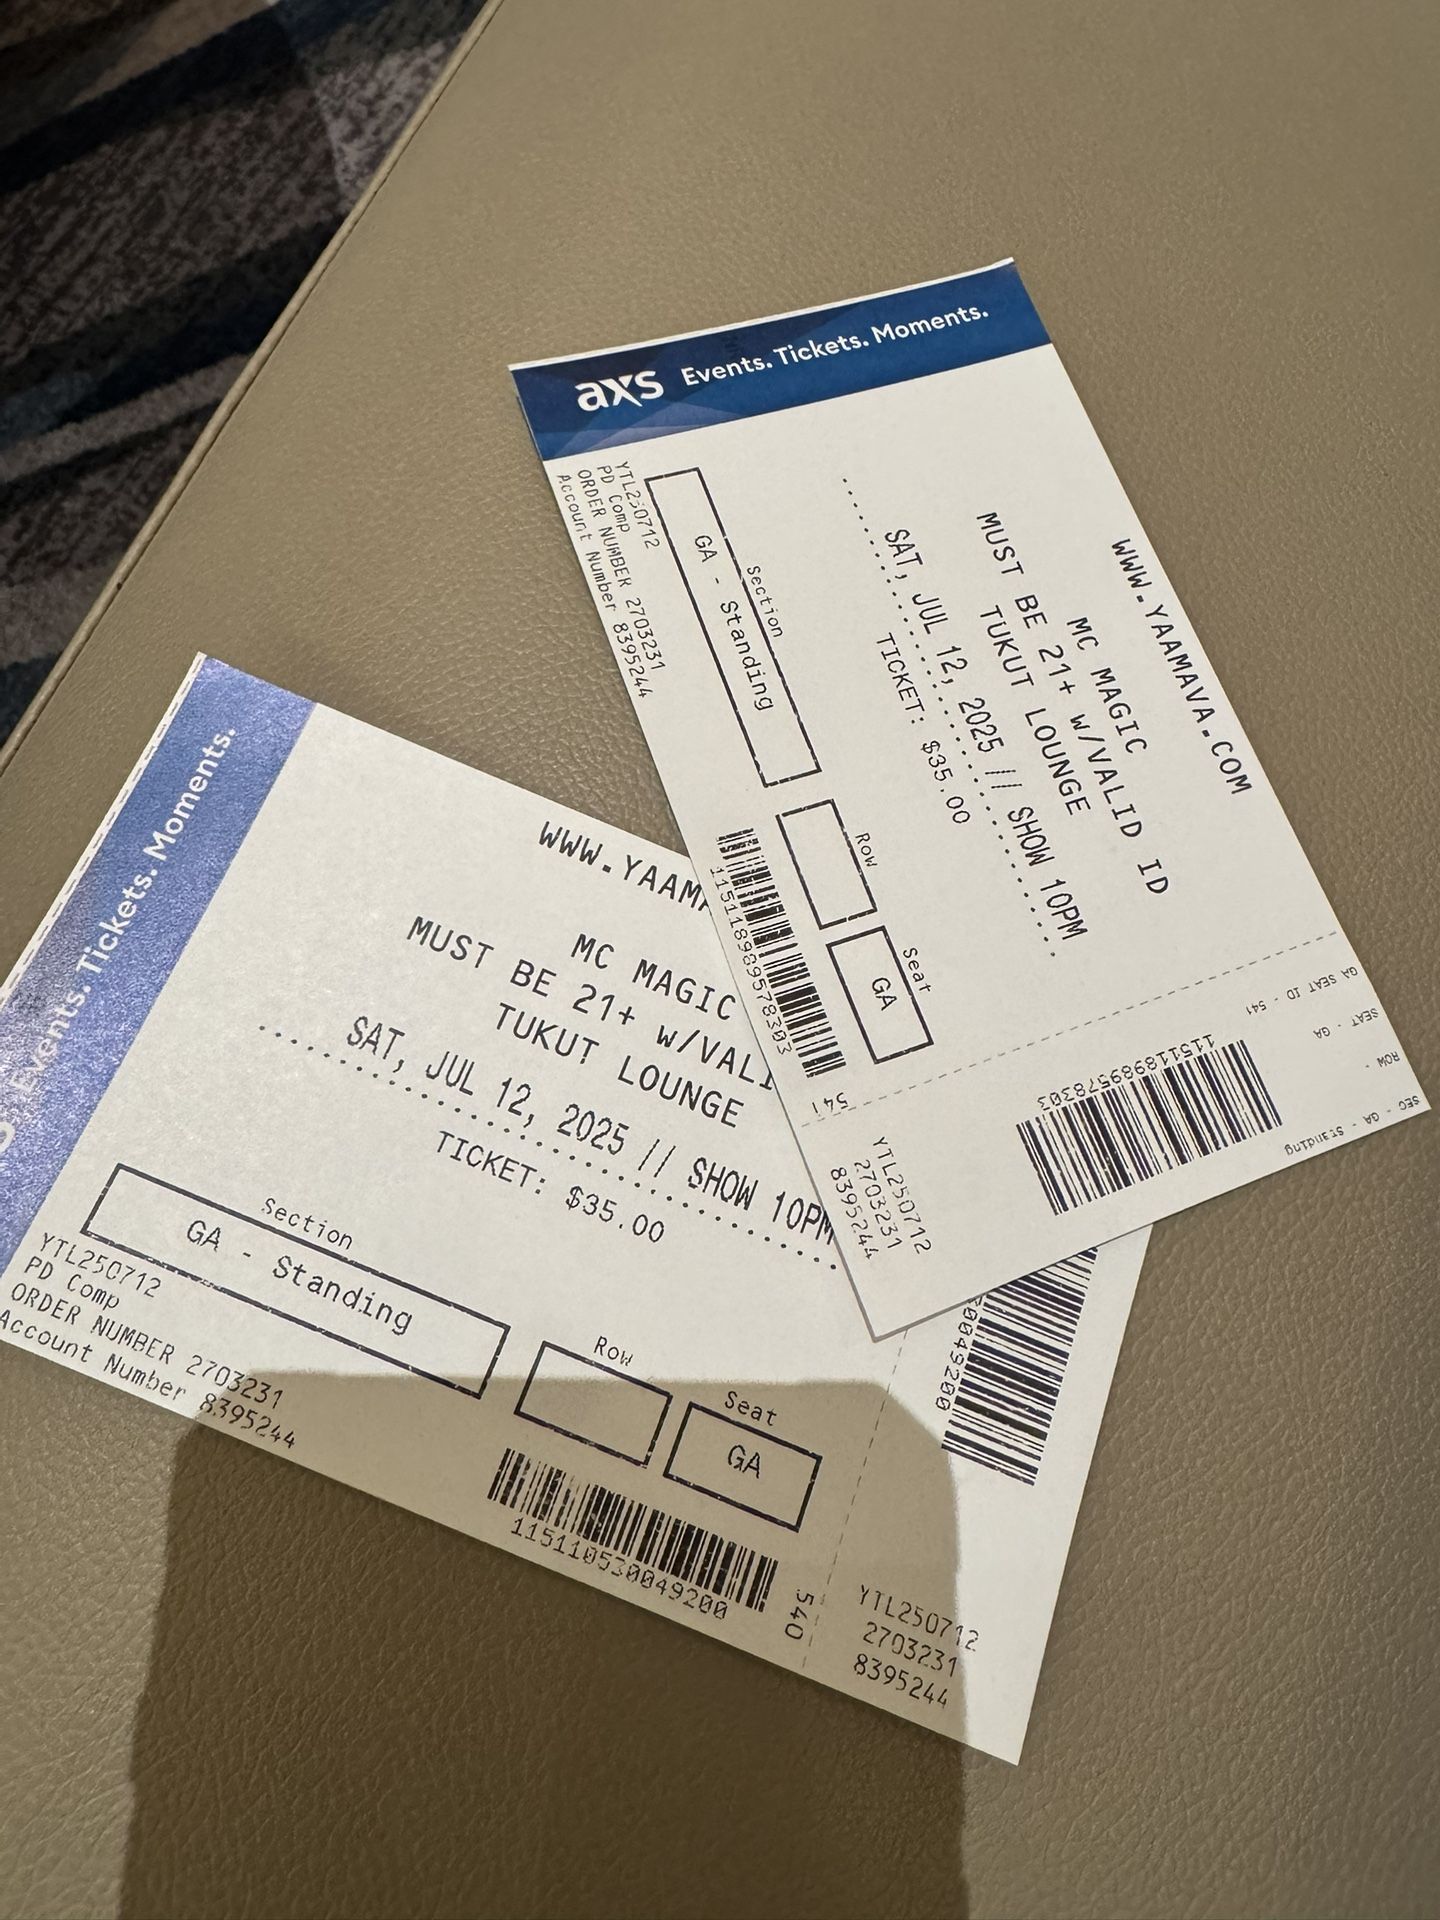 axs Events. Tickets. Moments.
WWW.YAAMAVA.COM
MC MAGIC
MUST BE 21+ w/VALID ID
TUKUT LOUNGE
SAT, JUL 12, 2025 // SHOW 10PM
TICKET: $35.00
Section
GA - Standing
Row
Seat
GA
YTL250712
PD Comp
ORDER NUMBER 2703231
Account Number 8395244
115118989578303
541
YTL250712
2703231
8395244
115118989578303
GA SEAT ID - 541
SEAT - GA
ROW -
SEC - GA - Standing
Events. Tickets. Moments.
WWW.YAAMA
MC MAGIC
MUST BE 21+ w/VALI
TUKUT LOUNGE
SAT, JUL 12, 2025 // SHOW 10PM
TICKET: $35.00
Section
GA - Standing
Row
Seat
GA
YTL250712
PD Comp
ORDER NUMBER 2703231
Account Number 8395244
115110530049200
540
YTL250712
2703231
8395244
0049200